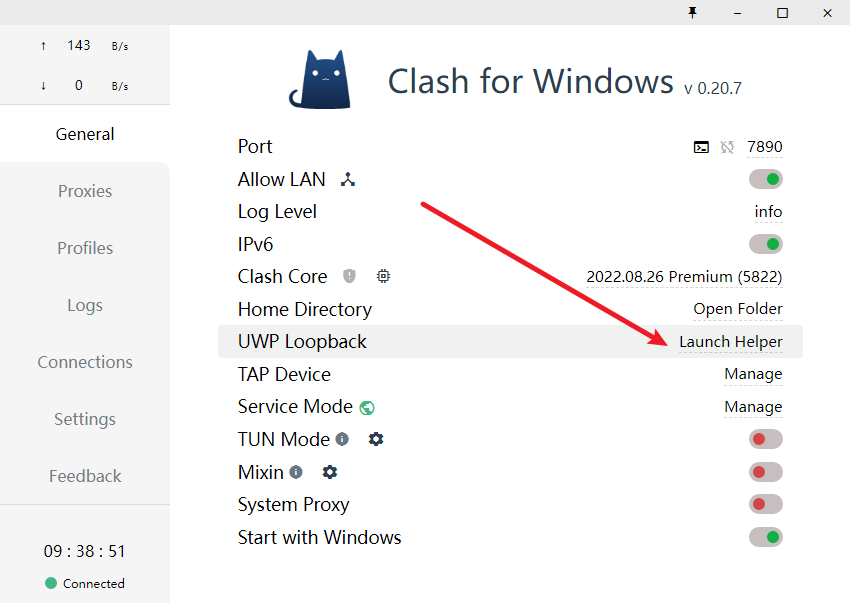 ↑ 143 B/s
↓ 0 B/s
General
Proxies
Profiles
Logs
Connections
Settings
Feedback
09 : 38 : 51
Connected
Clash for Windows v 0.20.7
Port 7890
Allow LAN
Log Level info
IPv6
Clash Core 2022.08.26 Premium (5822)
Home Directory Open Folder
UWP Loopback Launch Helper
TAP Device Manage
Service Mode Manage
TUN Mode
Mixin
System Proxy
Start with Windows